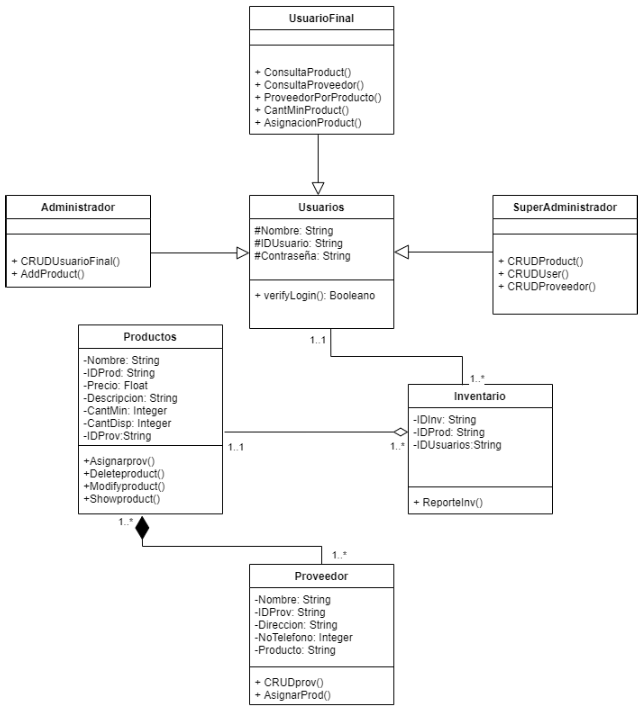 UsuarioFinal
+ ConsultaProduct()
+ ConsultaProveedor()
+ ProveedorPorProducto()
+ CantMinProduct()
+ AsignacionProduct()
Administrador
+ CRUDUsuarioFinal()
+ AddProduct()
Usuarios
#Nombre: String
#IDUsuario: String
#Contraseña: String
+ verifyLogin(): Booleano
SuperAdministrador
+ CRUDProduct()
+ CRUDUser()
+ CRUDProveedor()
1..1
1..*
Productos
-Nombre: String
-IDProd: String
-Precio: Float
-Descripcion: String
-CantMin: Integer
-CantDisp: Integer
-IDProv:String
+Asignarprov()
+Deleteproduct()
+Modifyproduct()
+Showproduct()
1..1
1..*
Inventario
-IDInv: String
-IDProd: String
-IDUsuarios:String
+ ReporteInv()
1..*
1..*
Proveedor
-Nombre: String
-IDProv: String
-Direccion: String
-NoTelefono: Integer
-Producto: String
+ CRUDprov()
+ AsignarProd()